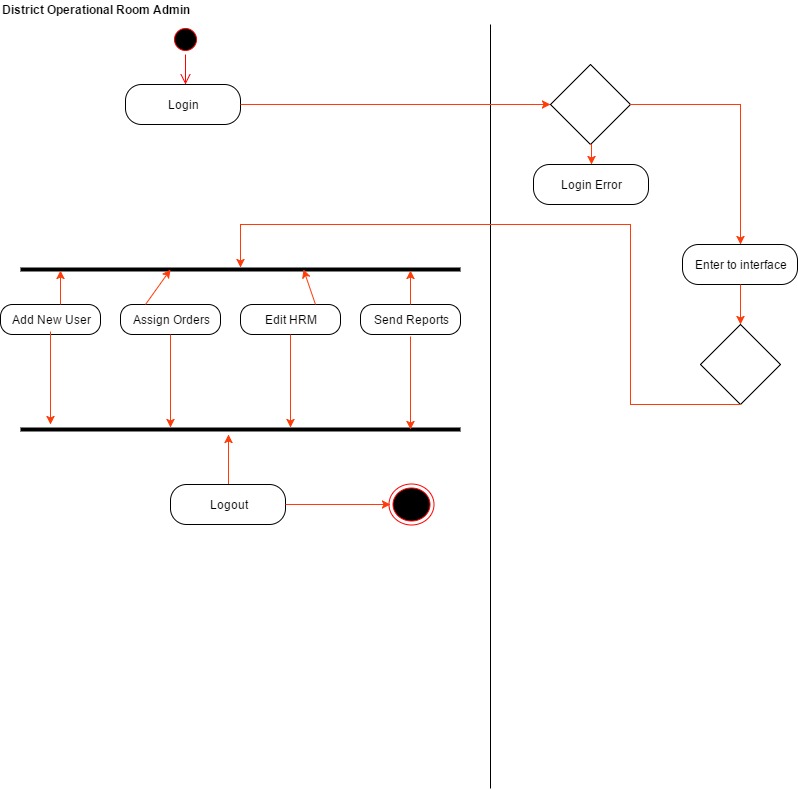 District Operational Room Admin
Login
Login Error
Enter to interface
Add New User
Assign Orders
Edit HRM
Send Reports
Logout